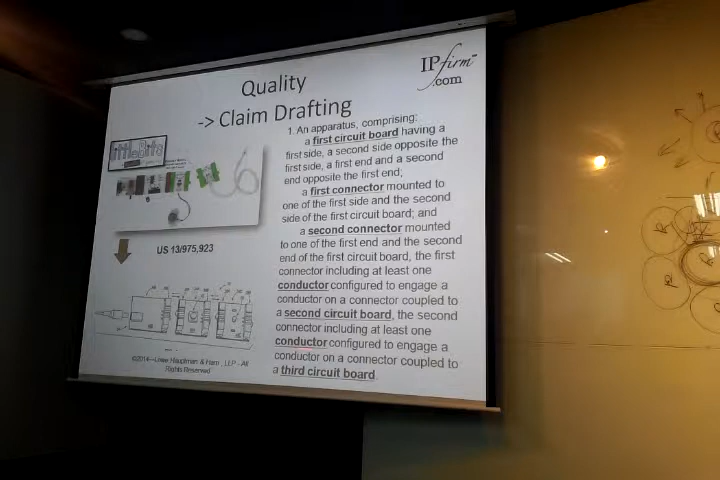 Quality
-> Claim Drafting
IPfirm
.com
littleBits
US 13/975,923
©2014 – Lowe Hauptman & Ham , LLP - All
Rights Reserved
1. An apparatus, comprising:
a first circuit board having a
first side, a second side opposite the
first side, a first end and a second
end opposite the first end;
a first connector mounted to
one of the first side and the second
side of the first circuit board; and
a second connector mounted
to one of the first end and the second
end of the first circuit board, the first
connector including at least one
conductor configured to engage a
conductor on a connector coupled to
a second circuit board, the second
connector including at least one
conductor configured to engage a
conductor on a connector coupled to
a third circuit board.